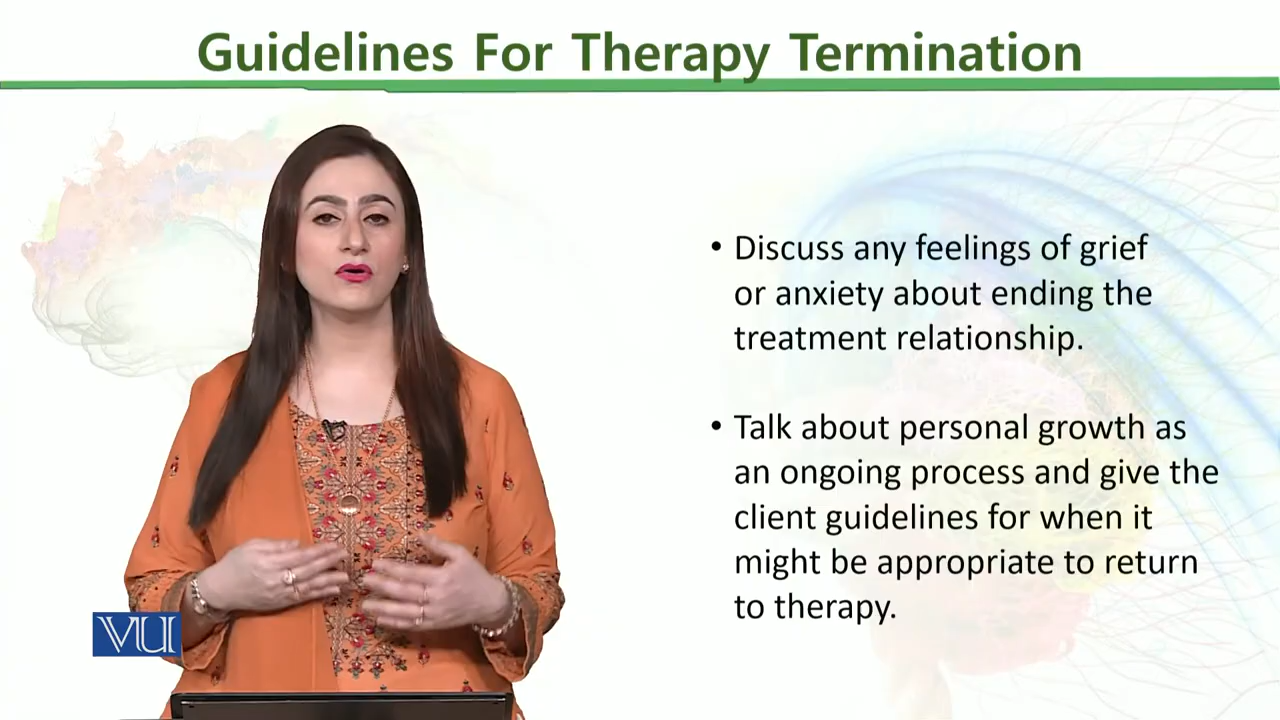 Guidelines For Therapy Termination
• Discuss any feelings of grief
or anxiety about ending the
treatment relationship.
• Talk about personal growth as
an ongoing process and give the
client guidelines for when it
might be appropriate to return
to therapy.
VU